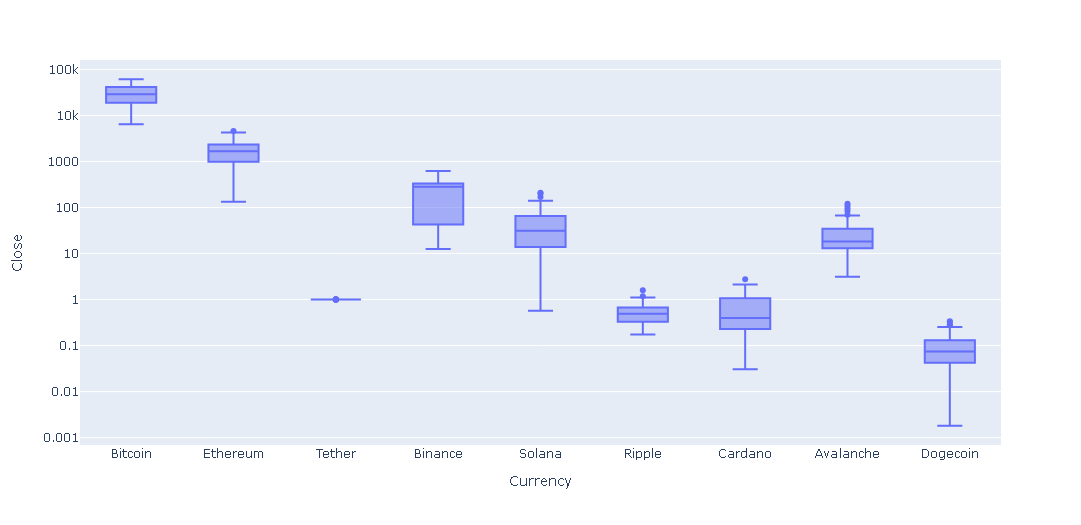 100k
10k
1000
100
10
1
0.1
0.01
0.001
Close
Bitcoin Ethereum Tether Binance Solana Ripple Cardano Avalanche Dogecoin
Currency